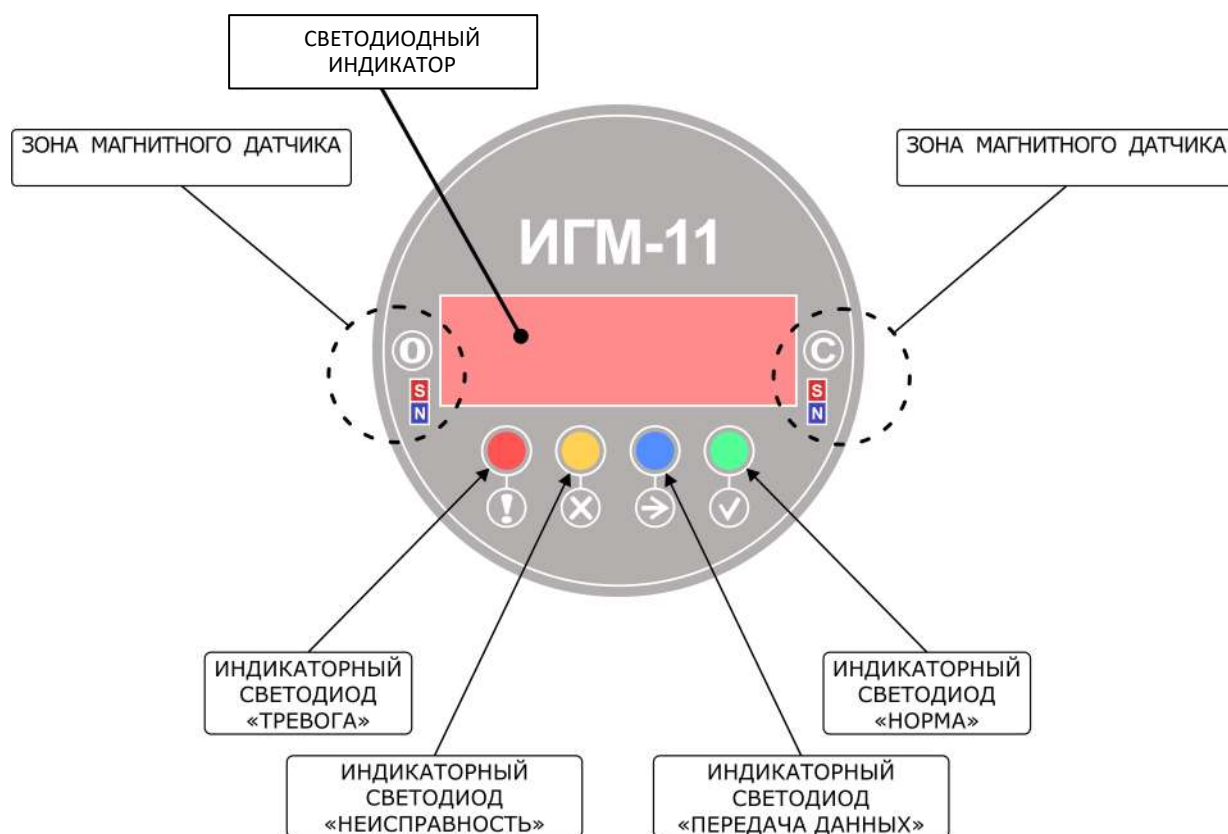 СВЕТОДИОДНЫЙ
ИНДИКАТОР
ЗОНА МАГНИТНОГО ДАТЧИКА
ЗОНА МАГНИТНОГО ДАТЧИКА
ИГМ-11
0
C
S
N
S
N
!
ИНДИКАТОРНЫЙ
СВЕТОДИОД
«ТРЕВОГА»
ИНДИКАТОРНЫЙ
СВЕТОДИОД
«НОРМА»
ИНДИКАТОРНЫЙ
СВЕТОДИОД
«НЕИСПРАВНОСТЬ»
ИНДИКАТОРНЫЙ
СВЕТОДИОД
«ПЕРЕДАЧА ДАННЫХ»